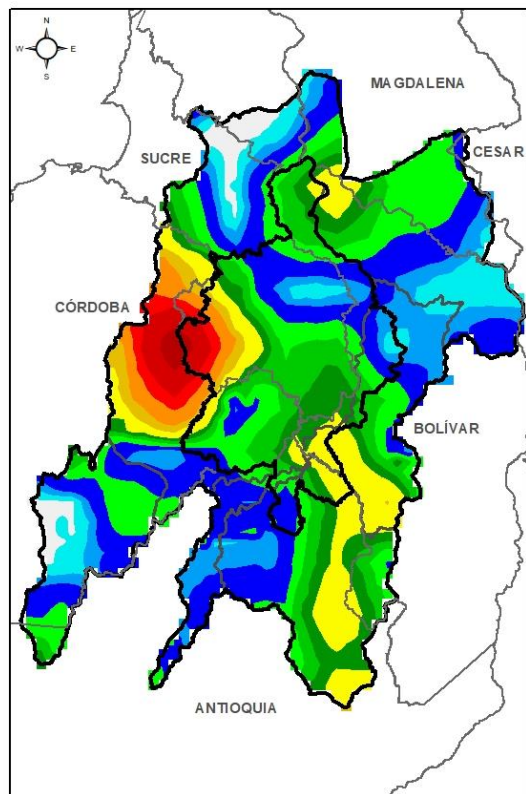 N
W E
S
MAGDALENA
SUCRE
CESAR
CÓRDOBA
BOLÍVAR
ANTIOQUIA